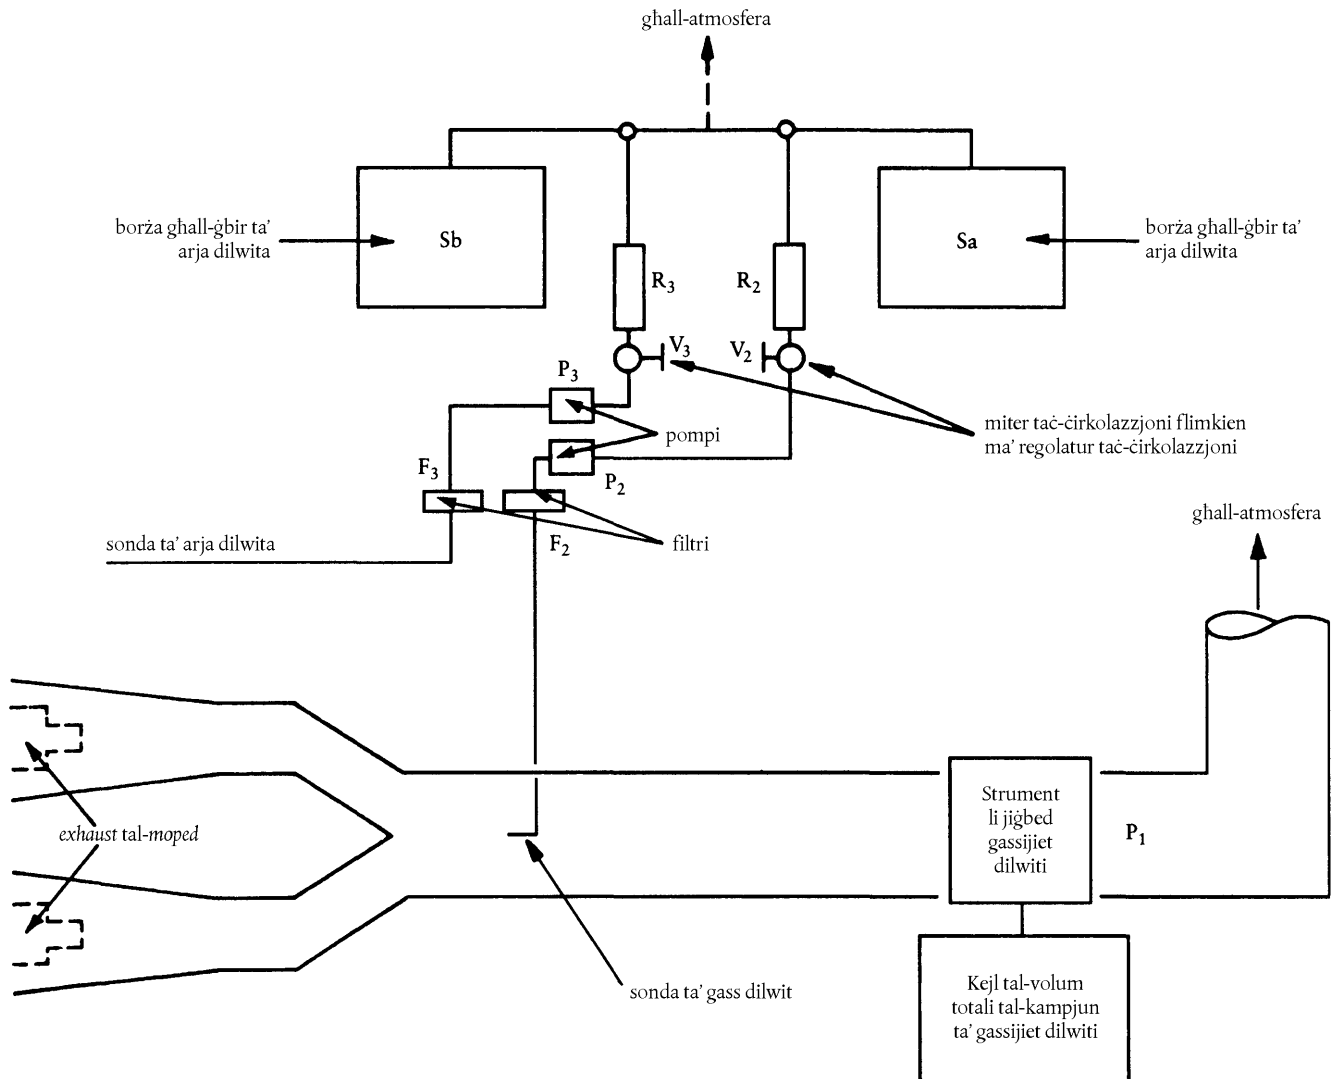 għall-atmosfera
borża għall-ġbir ta’
arja dilwita
Sb
Sa
borża għall-ġbir ta’
arja dilwita
R3
R2
V3
V2
P3
miter taċ-ċirkolazzjoni flimkien
ma’ regolatur taċ-ċirkolazzjoni
pompi
F3
P2
għall-atmosfera
sonda ta’ arja dilwita
F2
filtri
exhaust tal-moped
Strument
li jiġbed
gassijiet
dilwiti
P1
sonda ta’ gass dilwit
Kejl tal-volum
totali tal-kampjun
ta’ gassijiet dilwiti